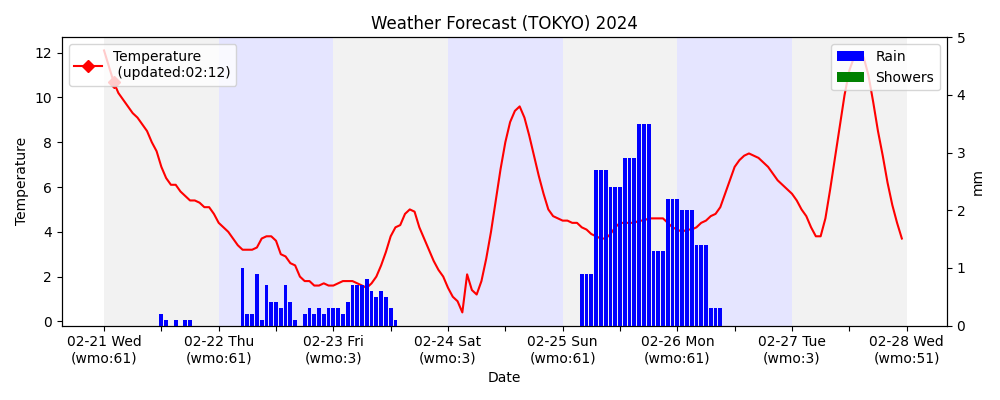 Weather Forecast (TOKYO) 2024
Temperature
(updated:02:12)
Rain
Showers
12
10
8
6
4
2
0
Temperature
5
4
3
2
1
0
mm
02-21 Wed
(wmo:61)
02-22 Thu
(wmo:61)
02-23 Fri
(wmo:3)
02-24 Sat
(wmo:3)
02-25 Sun
(wmo:61)
02-26 Mon
(wmo:61)
02-27 Tue
(wmo:3)
02-28 Wed
(wmo:51)
Date